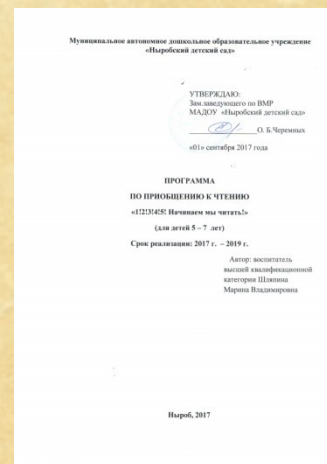 Муниципальное автономное дошкольное образовательное учреждение
«Ныробский детский сад»
УТВЕРЖДАЮ:
Зам.заведующего по ВМР
МАДОУ «Ныробский детский сад»
О. Б.Черемных
«01» сентября 2017 года
ПРОГРАММА
ПО ПРИОБЩЕНИЮ К ЧТЕНИЮ
«1!2!3!4!5! Начинаем мы читать!»
(для детей 5 – 7 лет)
Срок реализации: 2017 г. – 2019 г.
Автор: воспитатель
высшей квалификационной
категории Шляпина
Марина Владимировна
Ныроб, 2017